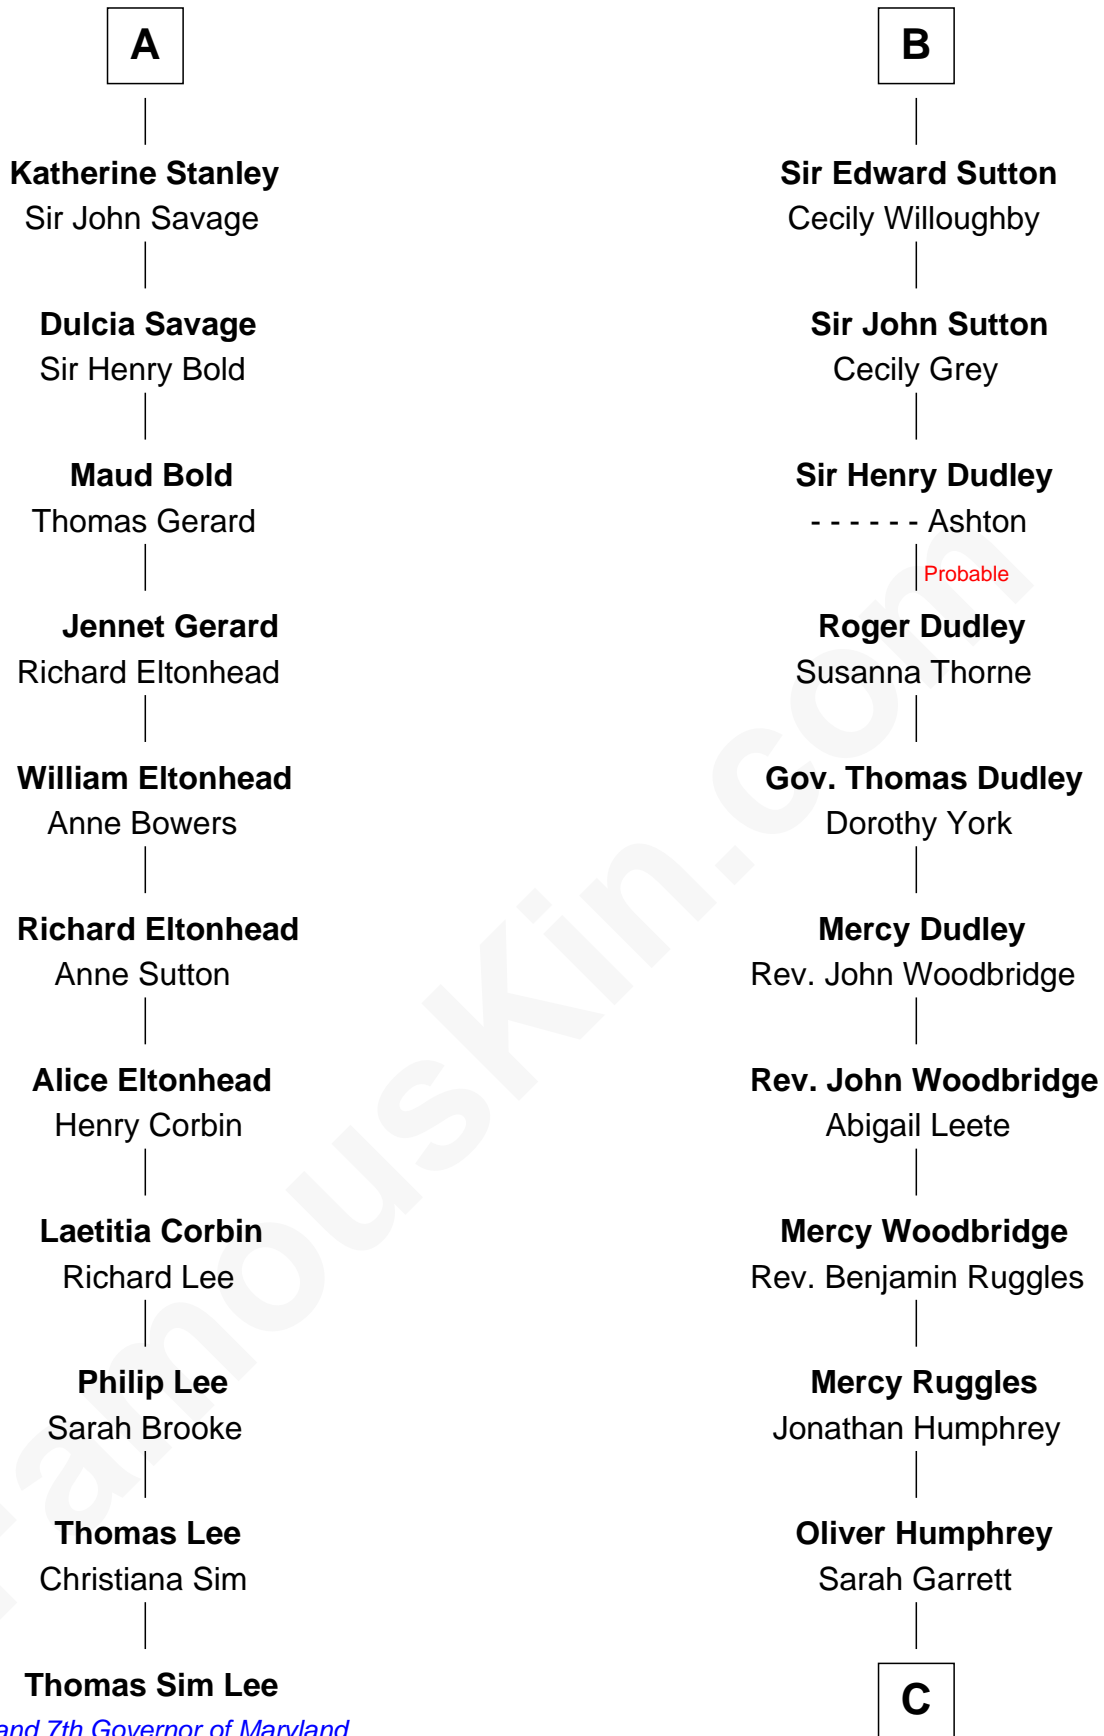 A
Katherine Stanley
Sir John Savage
Dulcia Savage
Sir Henry Bold
Maud Bold
Thomas Gerard
Jennet Gerard
Richard Eltonhead
William Eltonhead
Anne Bowers
Richard Eltonhead
Anne Sutton
Alice Eltonhead
Henry Corbin
Laetitia Corbin
Richard Lee
Philip Lee
Sarah Brooke
Thomas Lee
Christiana Sim
Thomas Sim Lee
and 7th Governor of Maryland
B
Sir Edward Sutton
Cecily Willoughby
Sir John Sutton
Cecily Grey
Sir Henry Dudley
- - - - - - Ashton
Probable
Roger Dudley
Susanna Thorne
Gov. Thomas Dudley
Dorothy York
Mercy Dudley
Rev. John Woodbridge
Rev. John Woodbridge
Abigail Leete
Mercy Woodbridge
Rev. Benjamin Ruggles
Mercy Ruggles
Jonathan Humphrey
Oliver Humphrey
Sarah Garrett
C
FamousKin.com